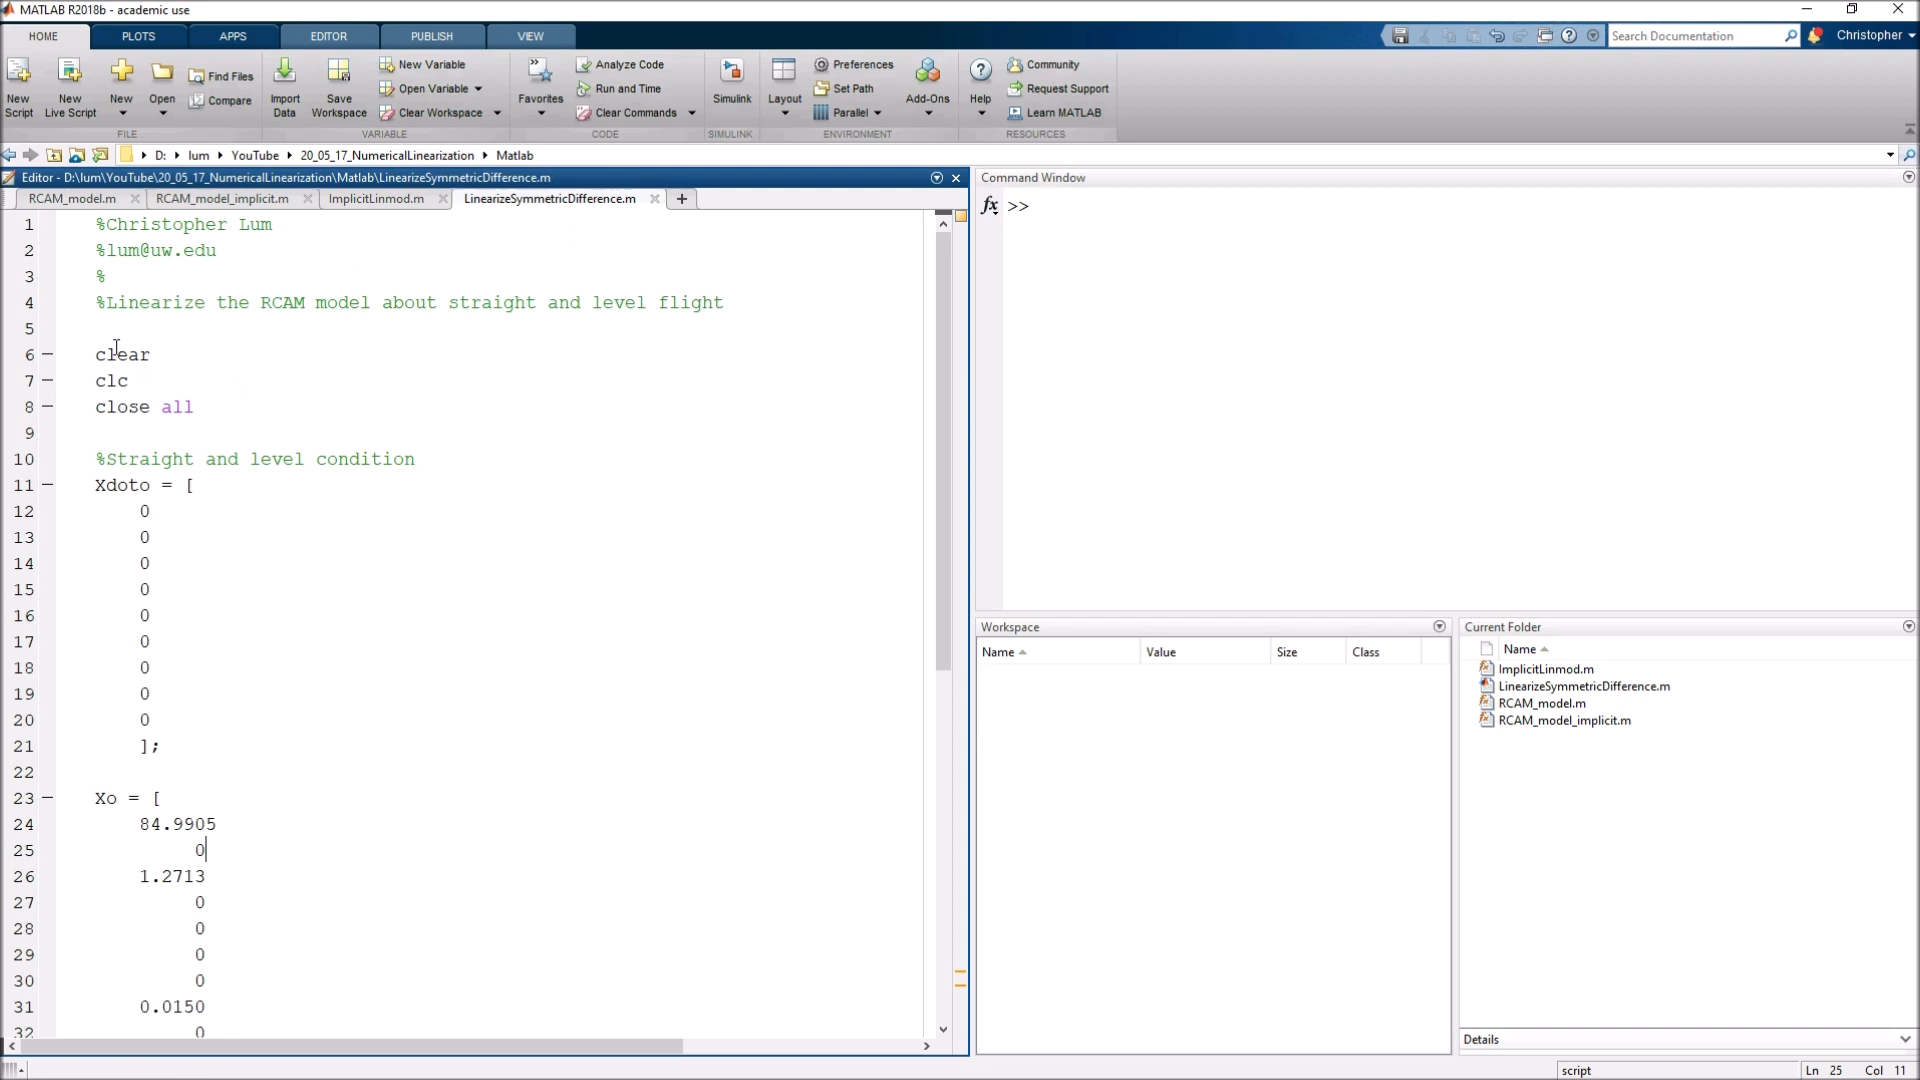 MATLAB R2018b - academic use
HOME PLOTS APPS EDITOR PUBLISH VIEW Search Documentation Christopher
New Script
New Live Script
New
Open
Find Files
Compare
FILE
Import Data
Save Workspace
New Variable
Open Variable
Clear Workspace
VARIABLE
Favorites
Analyze Code
Run and Time
Clear Commands
CODE
Simulink
SIMULINK
Layout
Preferences
Set Path
Parallel
ENVIRONMENT
Add-Ons
Help
Community
Request Support
Learn MATLAB
RESOURCES
D: lum YouTube 20_05_17_NumericalLinearization Matlab
Editor - D:\lum\YouTube\20_05_17_NumericalLinearization\Matlab\LinearizeSymmetricDifference.m
RCAM_model.m RCAM_model_implicit.m ImplicitLinmod.m LinearizeSymmetricDifference.m
1 %Christopher Lum
2 %lum@uw.edu
3 %
4 %Linearize the RCAM model about straight and level flight
5
6 clear
7 clc
8 close all
9
10 %Straight and level condition
11 Xdoto = [
12 0
13 0
14 0
15 0
16 0
17 0
18 0
19 0
20 0
21 ];
22
23 Xo = [
24 84.9905
25 0
26 1.2713
27 0
28 0
29 0
30 0
31 0.0150
32 0
Command Window
fx >>
Workspace
Name Value Size Class
Current Folder
Name
ImplicitLinmod.m
LinearizeSymmetricDifference.m
RCAM_model.m
RCAM_model_implicit.m
Details
script Ln 25 Col 11